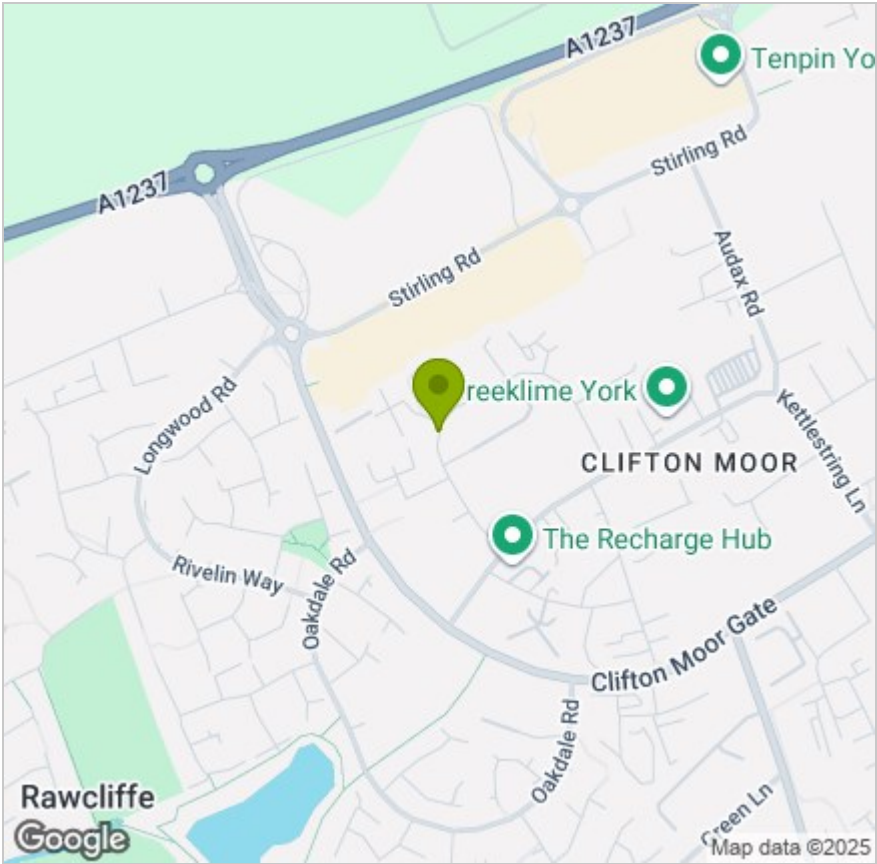 A1237
Tenpin Yo
Stirling Rd
A1237
Audax Rd
Stirling Rd
reeklime York
Longwood Rd
Kettlestring Ln
CLIFTON MOOR
The Recharge Hub
Rivelin Way
Oakdale Rd
Clifton Moor Gate
Oakdale Rd
Rawcliffe
Green Ln
Google
Map data ©2025